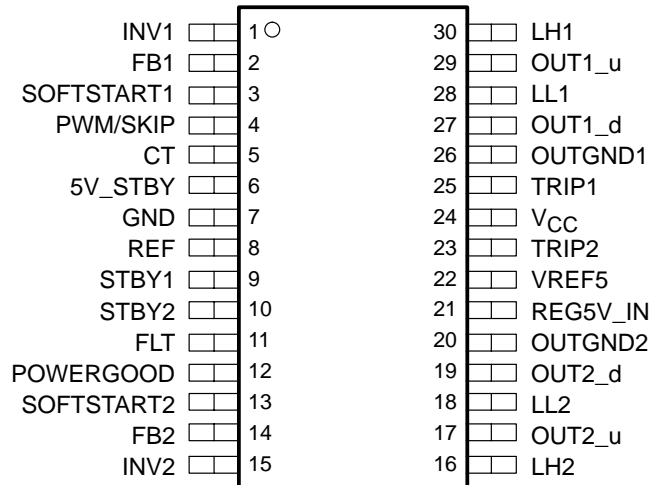 INV1 1 30 LH1
FB1 2 29 OUT1_u
SOFTSTART1 3 28 LL1
PWM/SKIP 4 27 OUT1_d
CT 5 26 OUTGND1
5V_STBY 6 25 TRIP1
GND 7 24 VCC
REF 8 23 TRIP2
STBY1 9 22 VREF5
STBY2 10 21 REG5V_IN
FLT 11 20 OUTGND2
POWERGOOD 12 19 OUT2_d
SOFTSTART2 13 18 LL2
FB2 14 17 OUT2_u
INV2 15 16 LH2